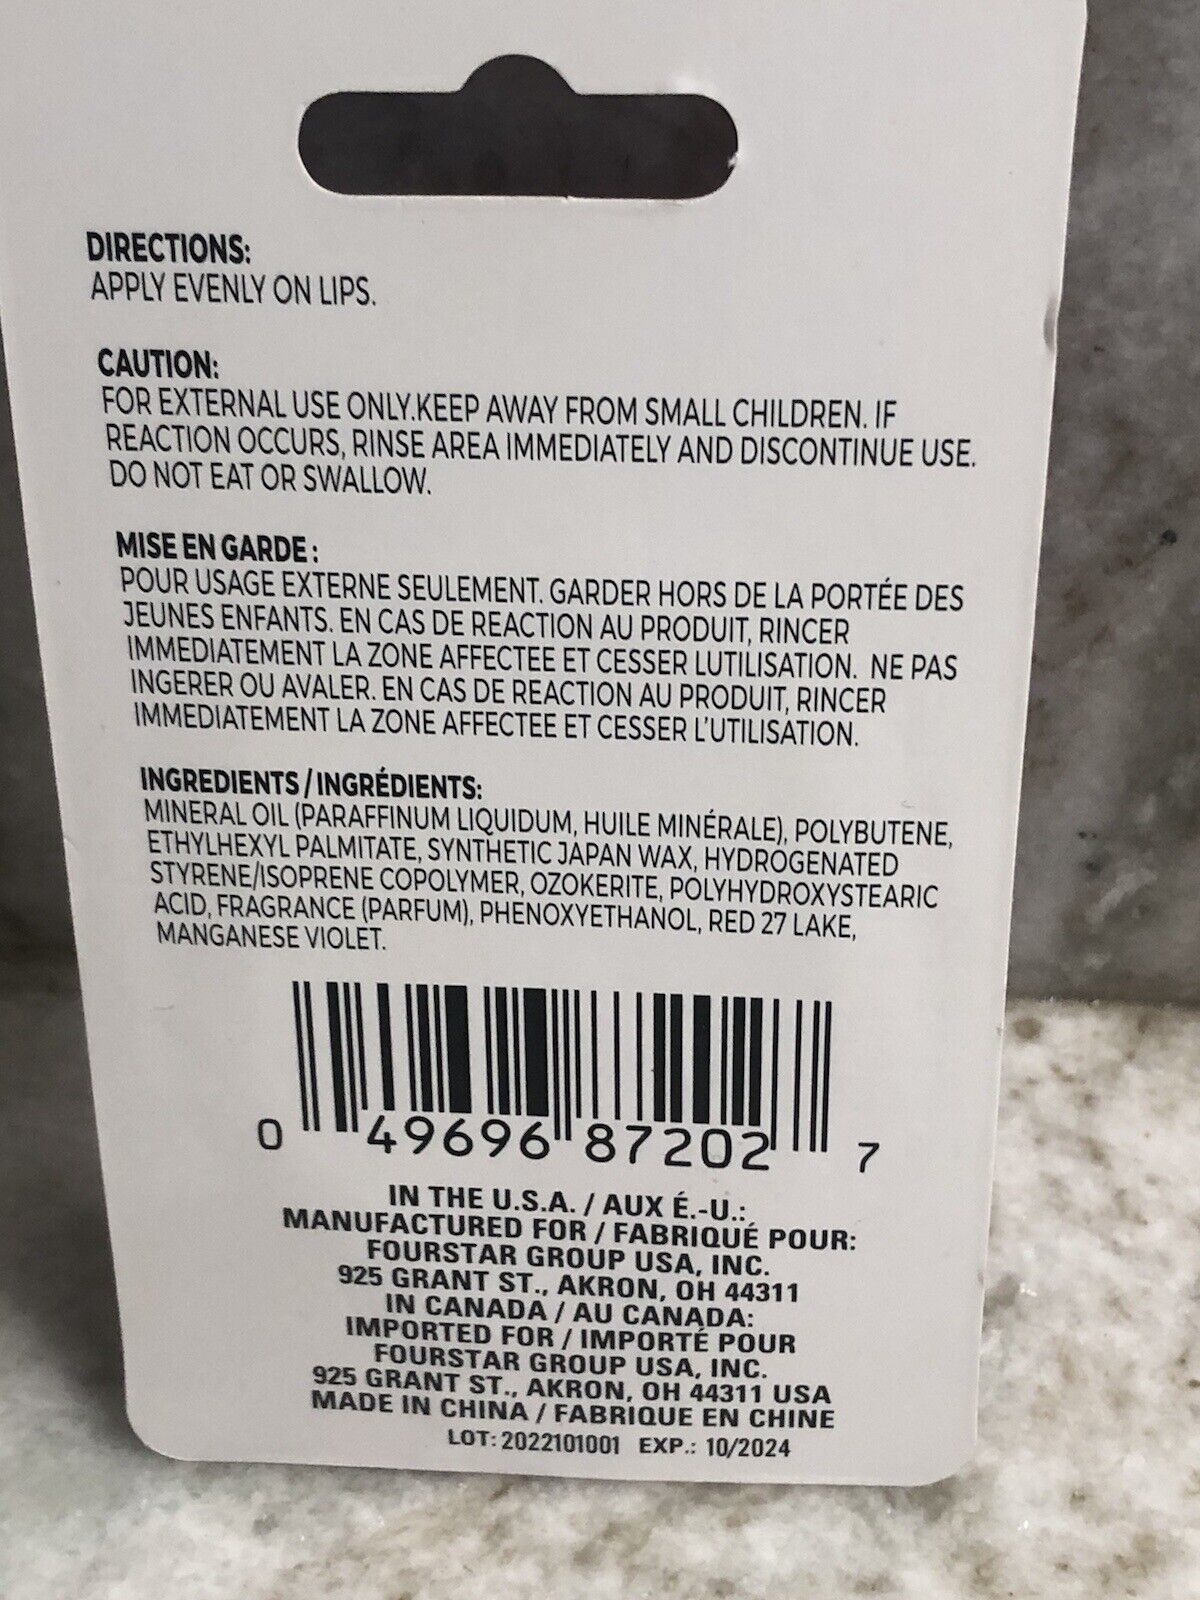 DIRECTIONS:
APPLY EVENLY ON LIPS.
CAUTION:
FOR EXTERNAL USE ONLY.KEEP AWAY FROM SMALL CHILDREN. IF
REACTION OCCURS, RINSE AREA IMMEDIATELY AND DISCONTINUE USE.
DO NOT EAT OR SWALLOW.
MISE EN GARDE :
POUR USAGE EXTERNE SEULEMENT. GARDER HORS DE LA PORTÉE DES
JEUNES ENFANTS. EN CAS DE REACTION AU PRODUIT, RINCER
IMMEDIATEMENT LA ZONE AFFECTEE ET CESSER LUTILISATION. NE PAS
INGERER OU AVALER. EN CAS DE REACTION AU PRODUIT, RINCER
IMMEDIATEMENT LA ZONE AFFECTEE ET CESSER L'UTILISATION.
INGREDIENTS / INGRÉDIENTS:
MINERAL OIL (PARAFFINUM LIQUIDUM, HUILE MINÉRALE), POLYBUTENE,
ETHYLHEXYL PALMITATE, SYNTHETIC JAPAN WAX, HYDROGENATED
STYRENE/ISOPRENE COPOLYMER, OZOKERITE, POLYHYDROXYSTEARIC
ACID, FRAGRANCE (PARFUM), PHENOXYETHANOL, RED 27 LAKE,
MANGANESE VIOLET.
0 49696 87202 7
IN THE U.S.A. / AUX É.-U.:
MANUFACTURED FOR / FABRIQUÉ POUR:
FOURSTAR GROUP USA, INC.
925 GRANT ST., AKRON, OH 44311
IN CANADA / AU CANADA:
IMPORTED FOR / IMPORTÉ POUR
FOURSTAR GROUP USA, INC.
925 GRANT ST., AKRON, OH 44311 USA
MADE IN CHINA / FABRIQUE EN CHINE
LOT: 2022101001 EXP.: 10/2024